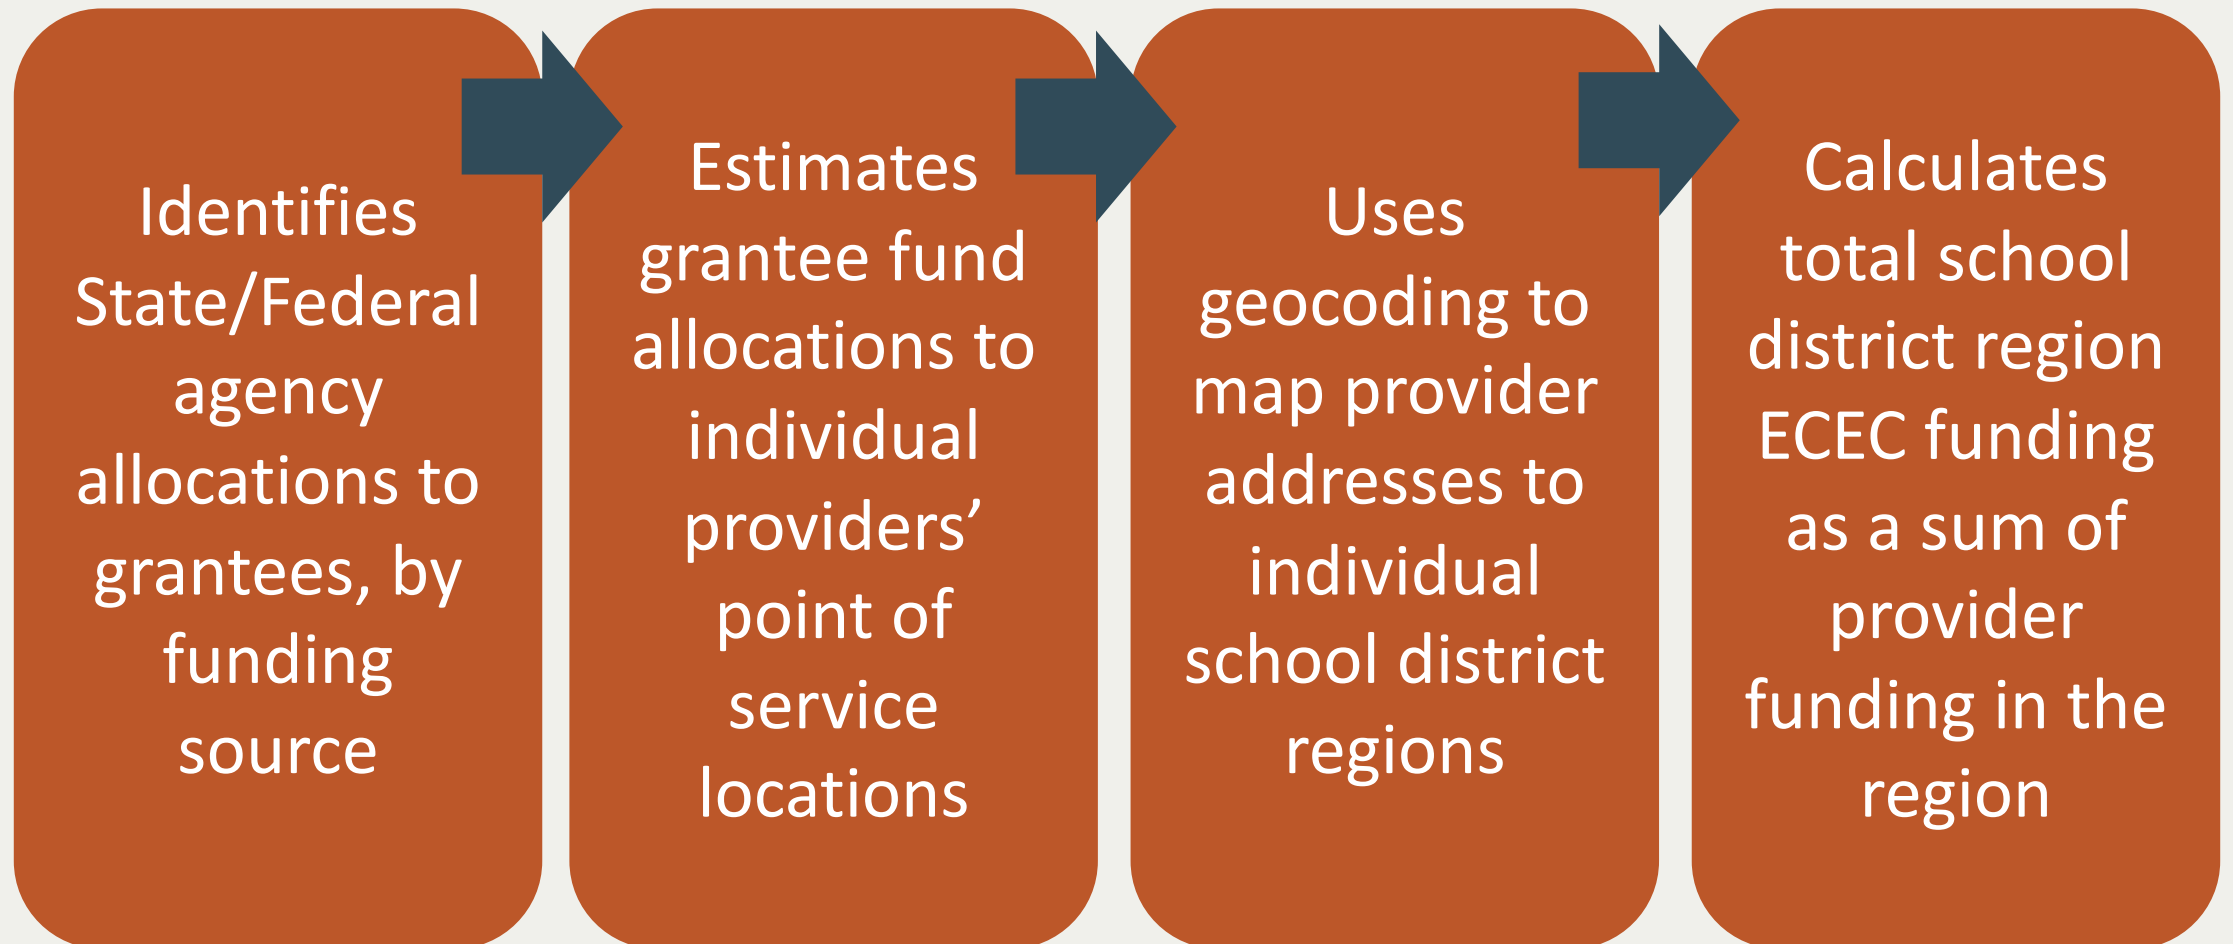 Identifies
State/Federal
agency
allocations to
grantees, by
funding
source
Estimates
grantee fund
allocations to
individual
providers’
point of
service
locations
Uses
geocoding to
map provider
addresses to
individual
school district
regions
Calculates
total school
district region
ECEC funding
as a sum of
provider
funding in the
region